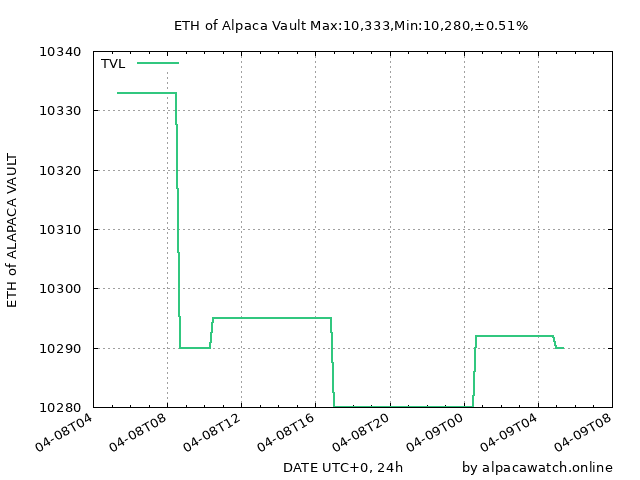 ETH of Alpaca Vault Max:10,333,Min:10,280,±0.51%
TVL
10340
10330
10320
10310
10300
10290
10280
ETH of ALAPACA VAULT
04-08T04
04-08T08
04-08T12
04-08T16
04-08T20
04-09T00
04-09T04
04-09T08
DATE UTC+0, 24h
by alpacawatch.online